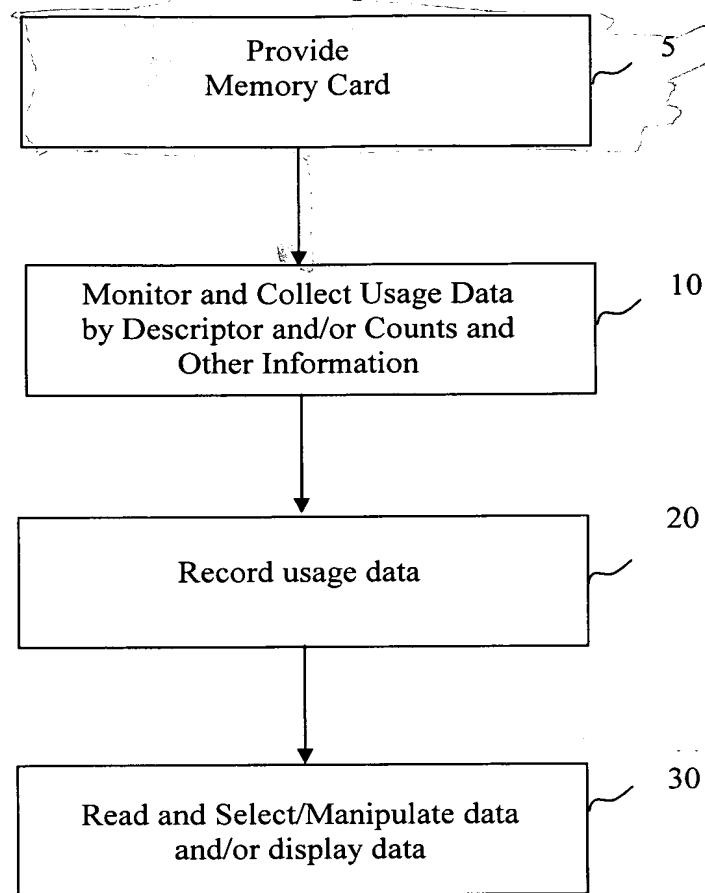 Provide
Memory Card
5
Monitor and Collect Usage Data
by Descriptor and/or Counts and
Other Information
10
Record usage data
20
Read and Select/Manipulate data
and/or display data
30